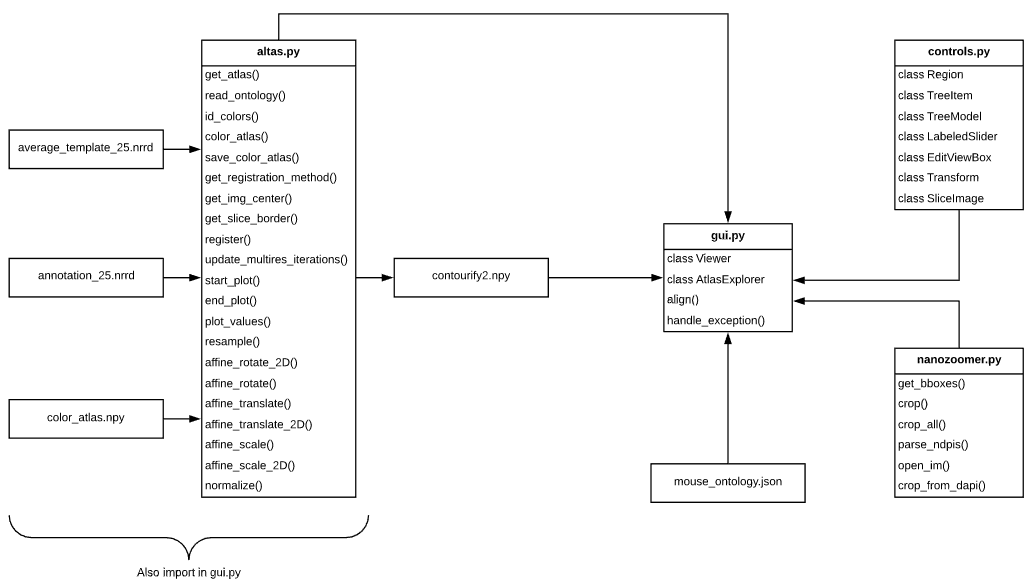 altas.py
get_atlas()
read_ontology()
id_colors()
color_atlas()
save_color_atlas()
get_registration_method()
get_img_center()
get_slice_border()
register()
update_multires_iterations()
start_plot()
end_plot()
plot_values()
resample()
affine_rotate_2D()
affine_rotate()
affine_translate()
affine_translate_2D()
affine_scale()
affine_scale_2D()
normalize()
average_template_25.nrrd
annotation_25.nrrd
color_atlas.npy
Also import in gui.py
contourify2.npy
gui.py
class Viewer
class AtlasExplorer
align()
handle_exception()
mouse_ontology.json
controls.py
class Region
class TreeItem
class TreeModel
class LabeledSlider
class EditViewBox
class Transform
class SliceImage
nanozoomer.py
get_bboxes()
crop()
crop_all()
parse_ndpis()
open_im()
crop_from_dapi()